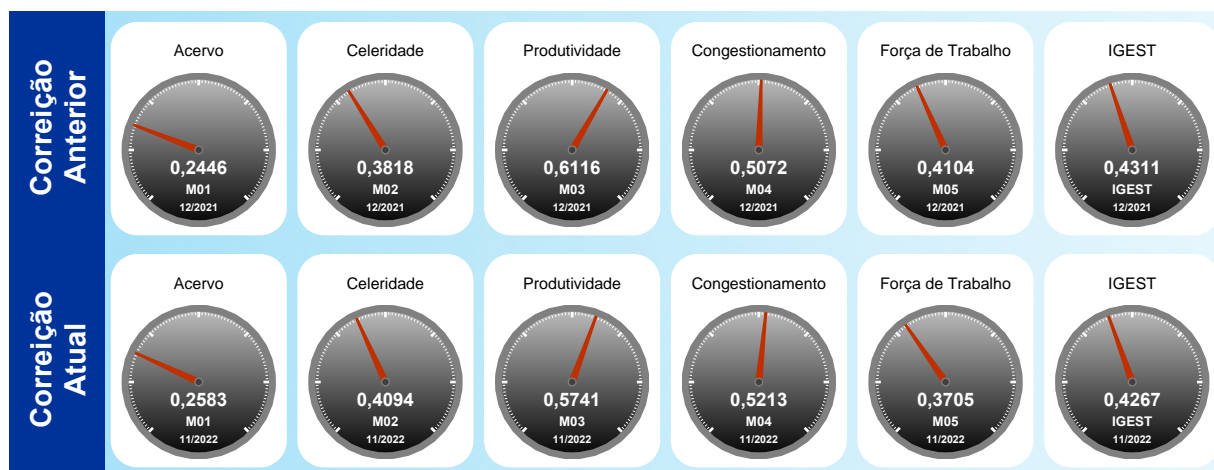 Correição
Anterior
Acervo
0,2446
M01
12/2021
Celeridade
0,3818
M02
12/2021
Produtividade
0,6116
M03
12/2021
Congestionamento
0,5072
M04
12/2021
Força de Trabalho
0,4104
M05
12/2021
IGEST
0,4311
IGEST
12/2021
Correição
Atual
Acervo
0,2583
M01
11/2022
Celeridade
0,4094
M02
11/2022
Produtividade
0,5741
M03
11/2022
Congestionamento
0,5213
M04
11/2022
Força de Trabalho
0,3705
M05
11/2022
IGEST
0,4267
IGEST
11/2022